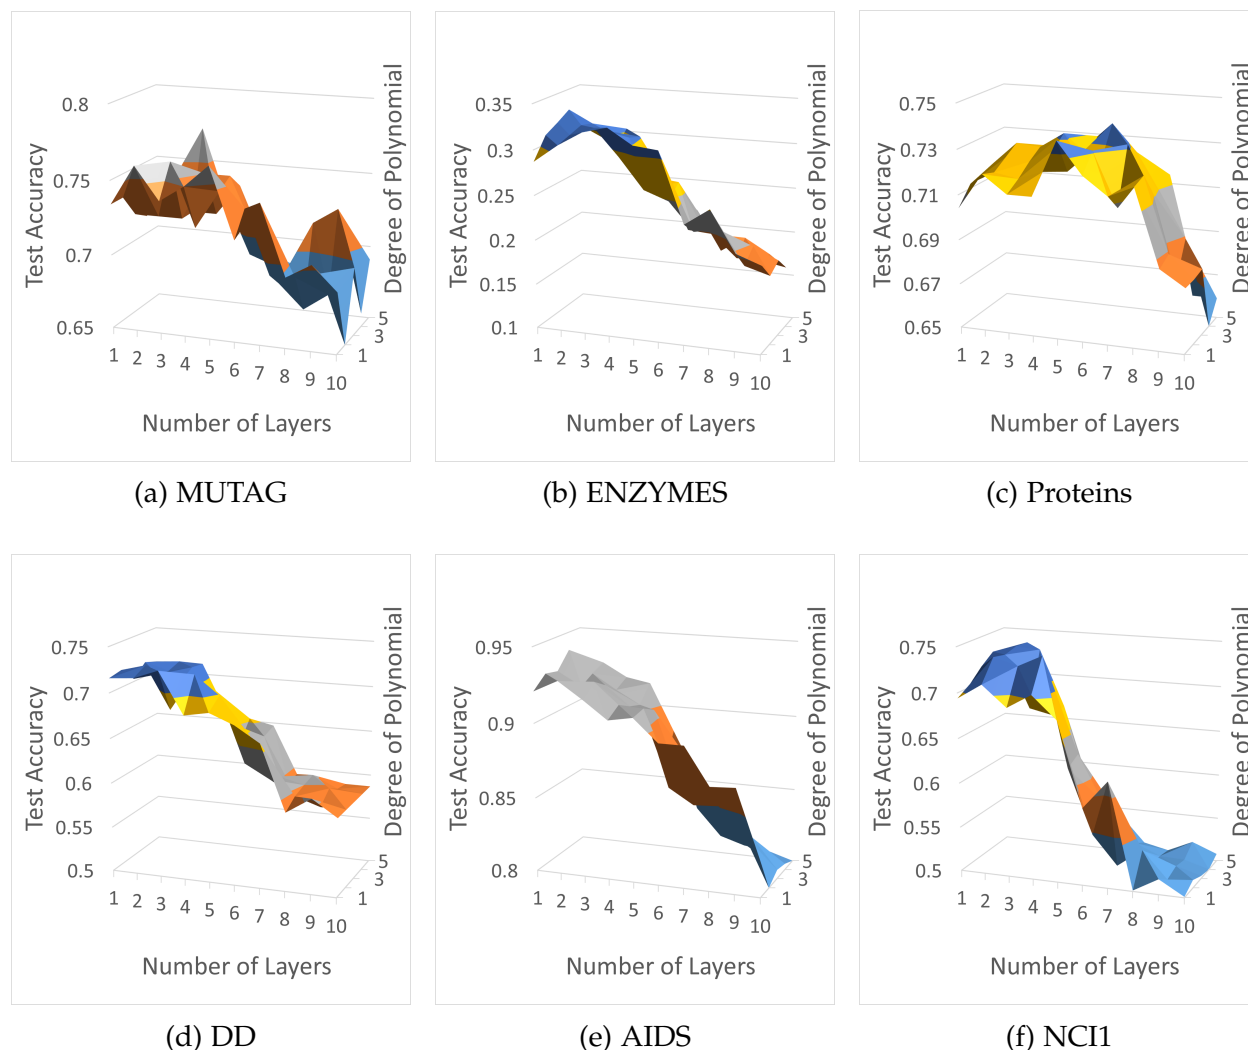 0.8
0.75
0.7
0.65
Test Accuracy
Degree of Polynomial
5
3
1
1 2 3 4 5 6 7 8 9 10
Number of Layers
(a) MUTAG
0.35
0.3
0.25
0.2
0.15
0.1
Test Accuracy
Degree of Polynomial
5
3
1
1 2 3 4 5 6 7 8 9 10
Number of Layers
(b) ENZYMES
0.75
0.73
0.71
0.69
0.67
0.65
Test Accuracy
Degree of Polynomial
5
3
1
1 2 3 4 5 6 7 8 9 10
Number of Layers
(c) Proteins
0.75
0.7
0.65
0.6
0.55
0.5
Test Accuracy
Degree of Polynomial
5
3
1
1 2 3 4 5 6 7 8 9 10
Number of Layers
(d) DD
0.95
0.9
0.85
0.8
Test Accuracy
Degree of Polynomial
5
3
1
1 2 3 4 5 6 7 8 9 10
Number of Layers
(e) AIDS
0.75
0.7
0.65
0.6
0.55
0.5
Test Accuracy
Degree of Polynomial
5
3
1
1 2 3 4 5 6 7 8 9 10
Number of Layers
(f) NCI1